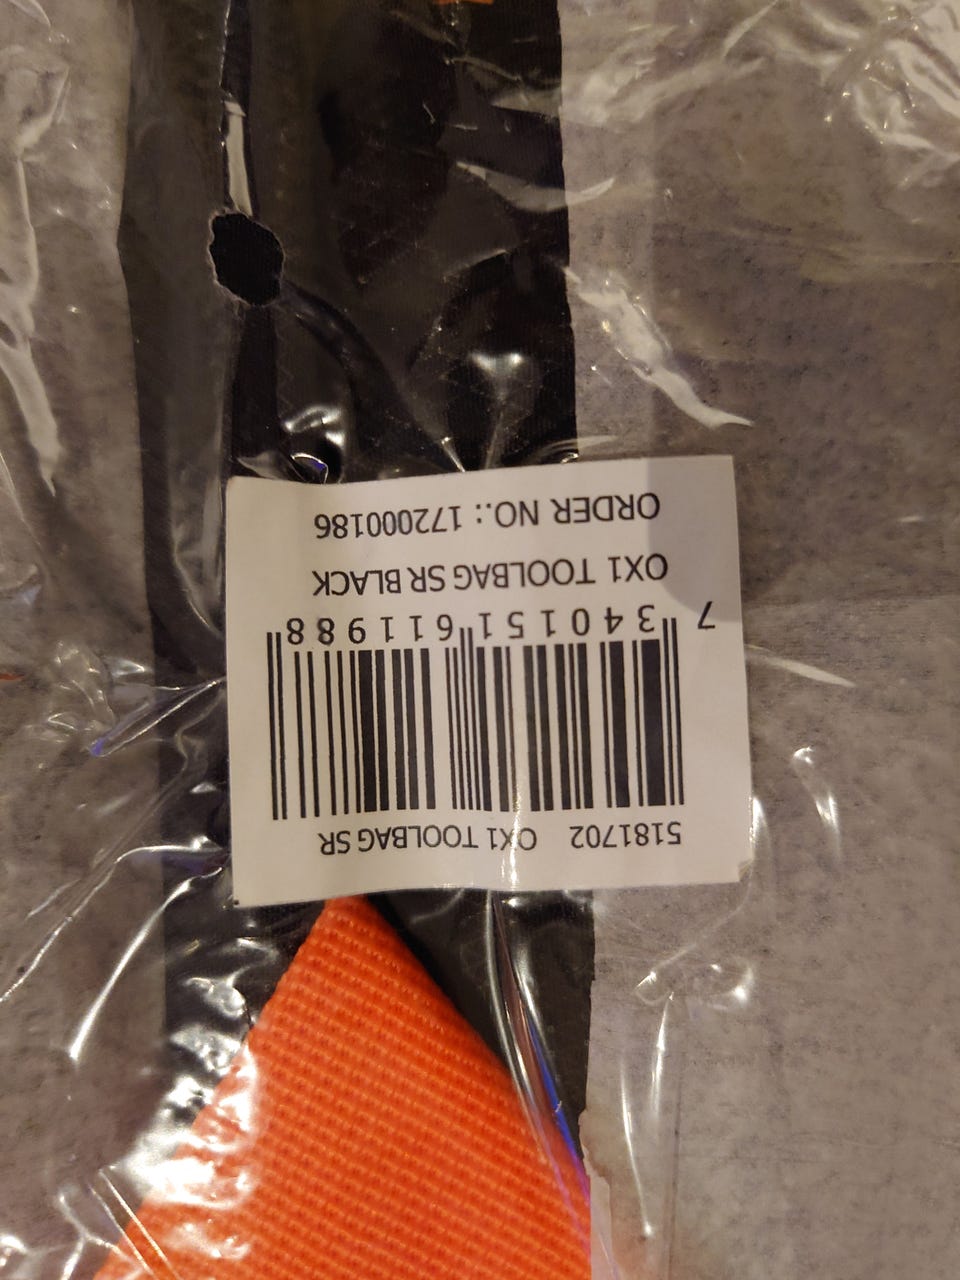 5181702 OX1 TOOLBAG SR
7 340151 611988
OX1 TOOLBAG SR BLACK
ORDER NO.: 172000186